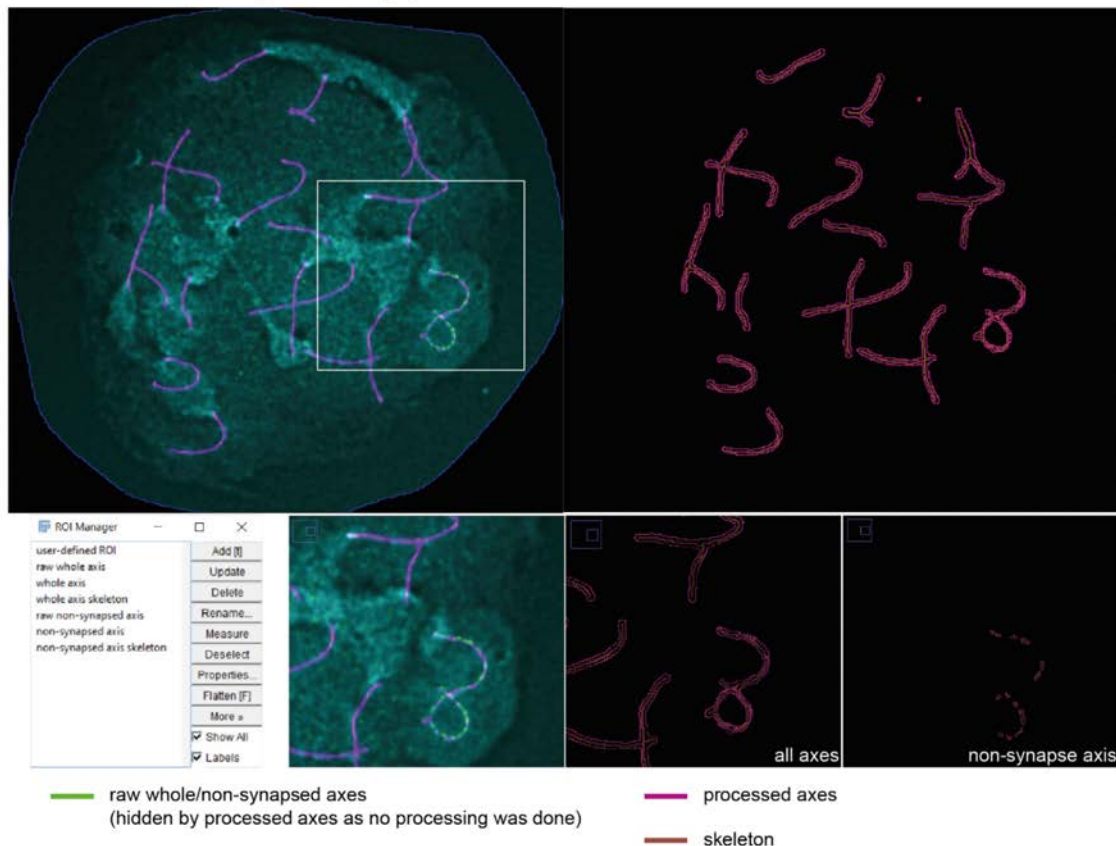 ROI Manager
user-defined ROI
raw whole axis
whole axis
whole axis skeleton
raw non-synapsed axis
non-synapsed axis
non-synapsed axis skeleton
Add [t]
Update
Delete
Rename...
Measure
Deselect
Properties...
Flatten [F]
More »
Show All
Labels
all axes
non-synapse axis
raw whole/non-synapsed axes
(hidden by processed axes as no processing was done)
processed axes
skeleton